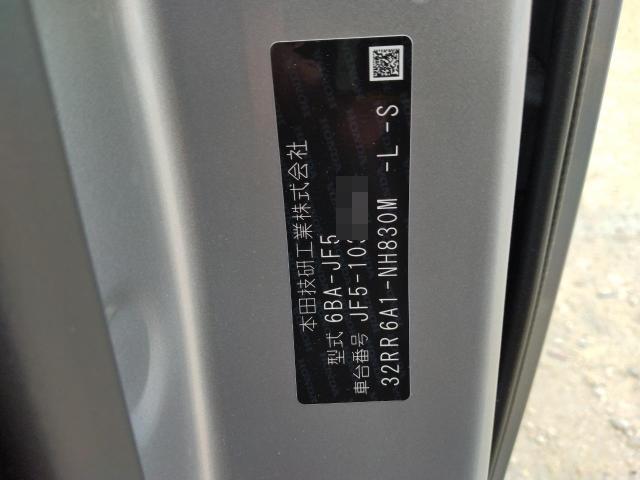 本田技研工業株式会社
型式 6BA-JF5
車台番号 JF5-103
32RR6A1-NH830M -L -S